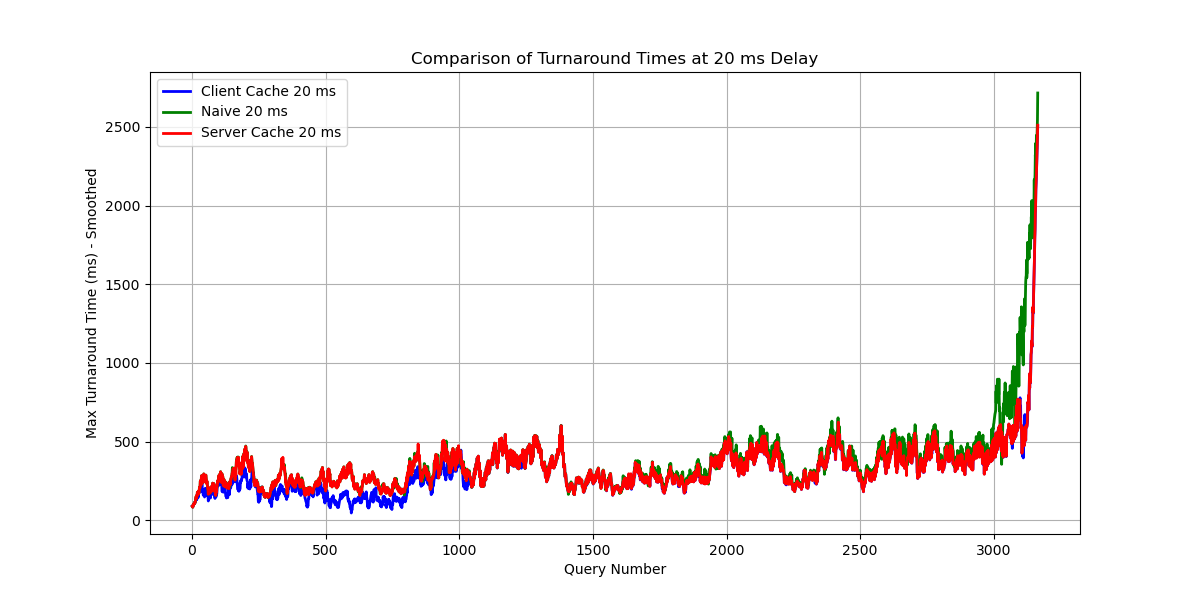 Comparison of Turnaround Times at 20 ms Delay
Client Cache 20 ms
Naive 20 ms
Server Cache 20 ms
Max Turnaround Time (ms) - Smoothed
2500
2000
1500
1000
500
0
0 500 1000 1500 2000 2500 3000
Query Number